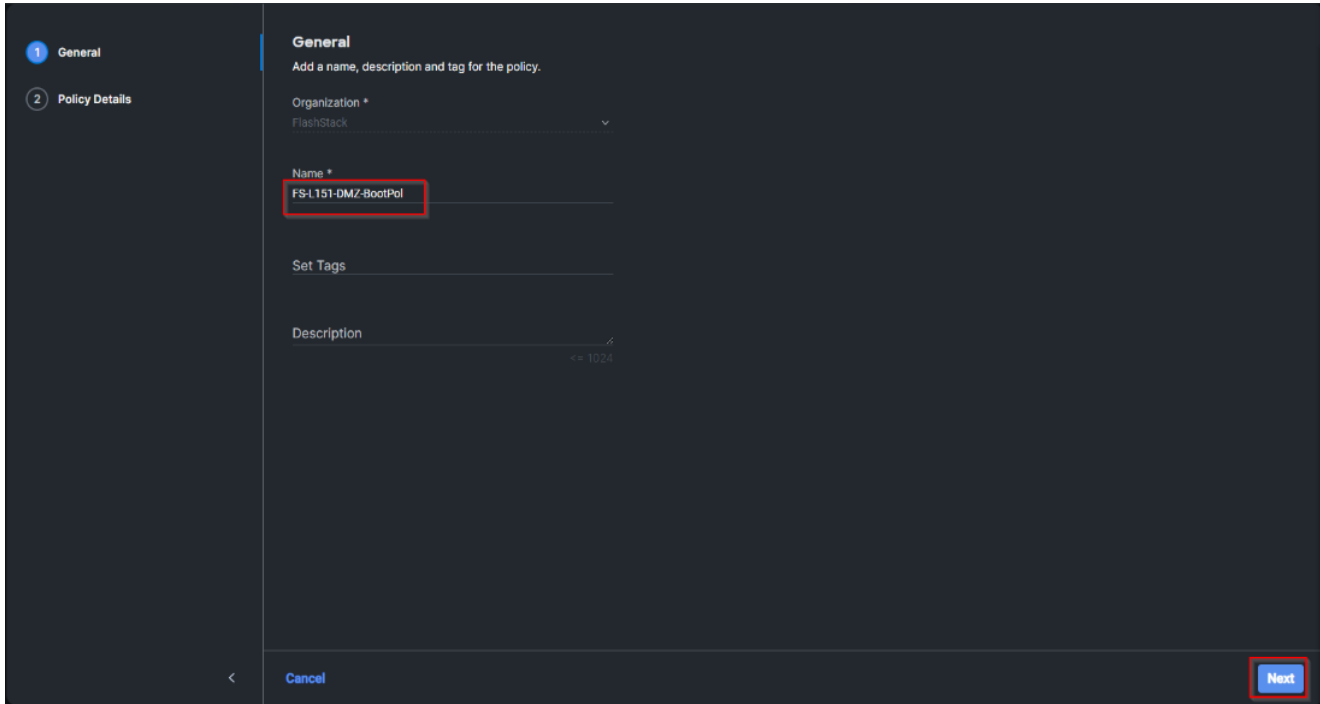 1 General
2 Policy Details
General
Add a name, description and tag for the policy.
Organization *
FlashStack
Name *
FS-L151-DMZ-BootPol
Set Tags
Description
<= 1024
Cancel
Next